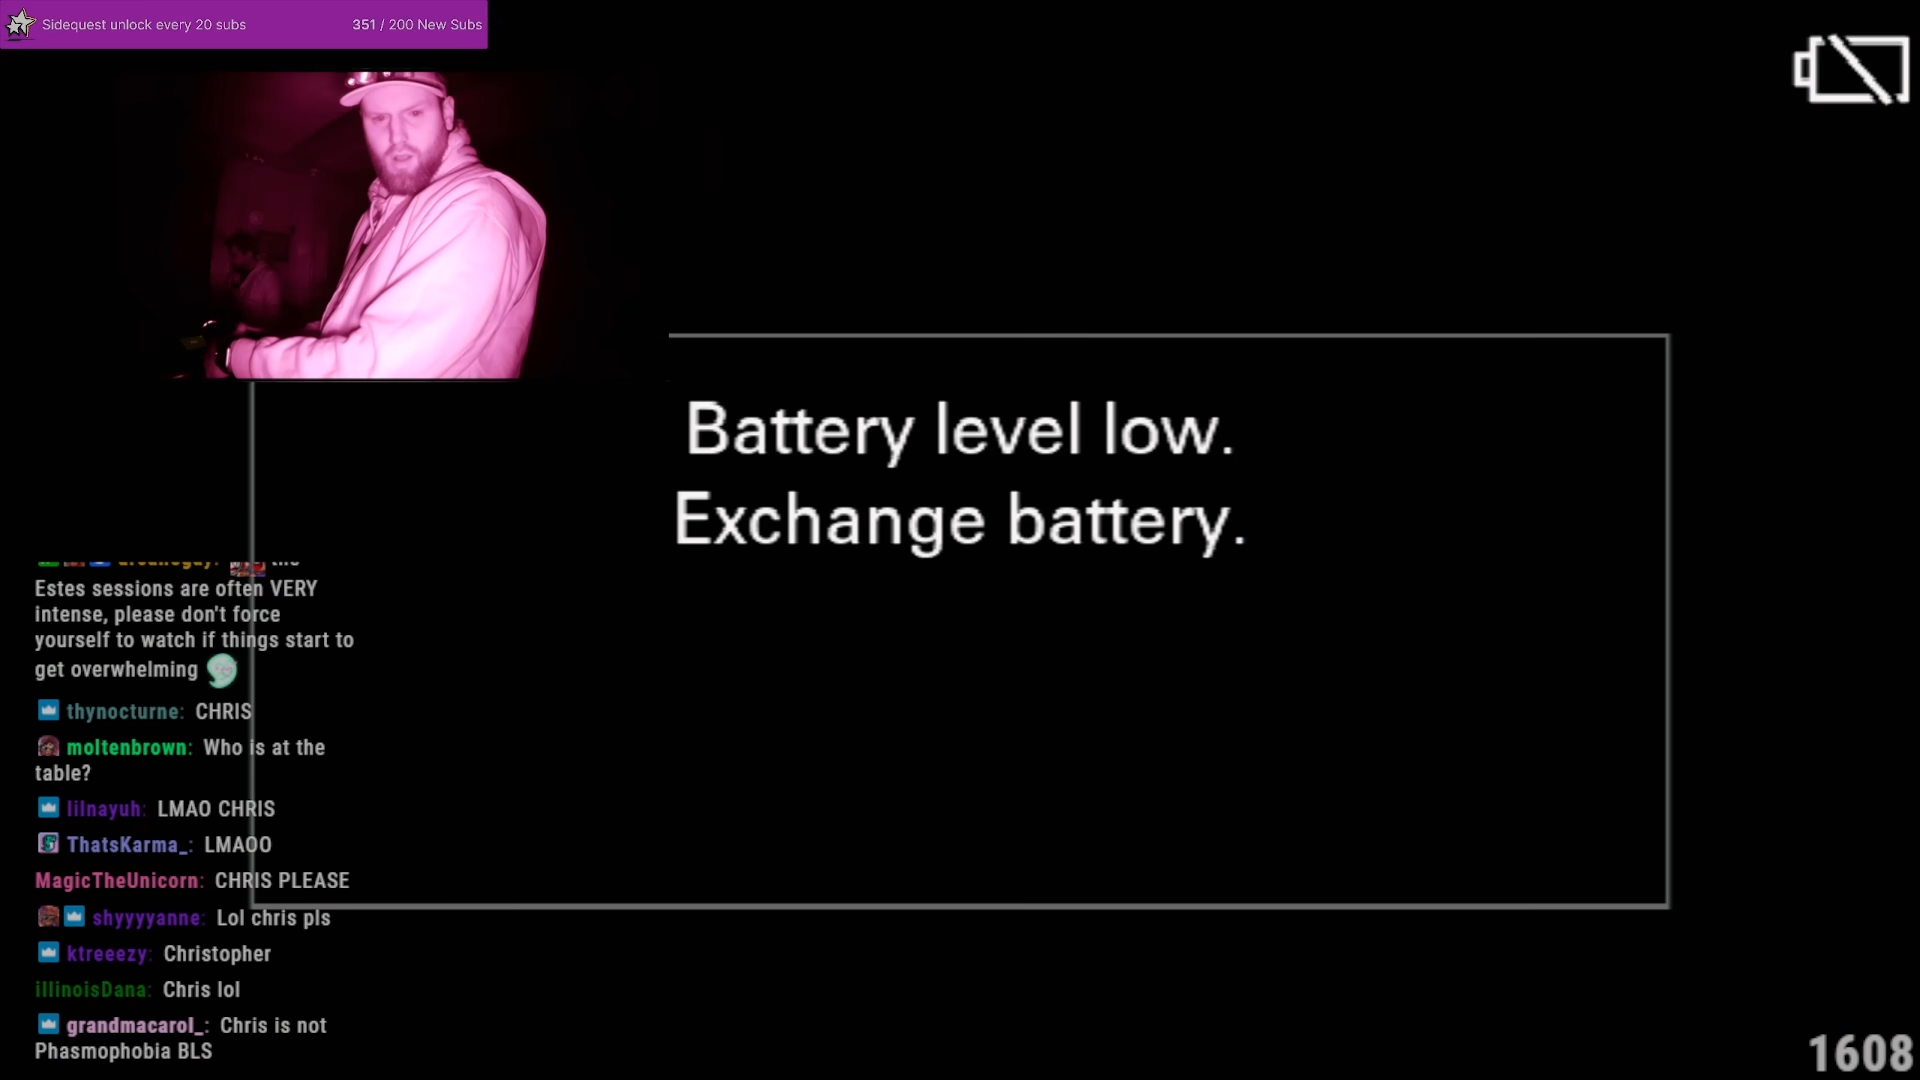 Sidequest unlock every 20 subs 351 / 200 New Subs
Battery level low.
Exchange battery.
Estes sessions are often VERY
intense, please don't force
yourself to watch if things start to
get overwhelming
thynocturne: CHRIS
moltenbrown: Who is at the
table?
lilnayuh: LMAO CHRIS
ThatsKarma_: LMAOO
MagicTheUnicorn: CHRIS PLEASE
shyyyyanne: Lol chris pls
ktreeezy: Christopher
illinoisDana: Chris lol
grandmacarol_: Chris is not
Phasmophobia BLS
1608